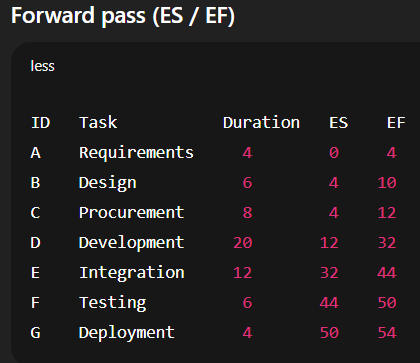 Forward pass (ES / EF)
less
ID Task Duration ES EF
A Requirements 4 0 4
B Design 6 4 10
C Procurement 8 4 12
D Development 20 12 32
E Integration 12 32 44
F Testing 6 44 50
G Deployment 4 50 54